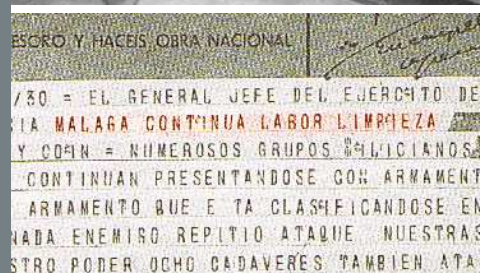 ESORO Y HACEIS OBRA NACIONAL
/30 = EL GENERAL JEFE DEL EJERCITO DE
IA MALAGA CONTINUA LABOR LIMPIEZA
Y COIN = NUMEROSOS GRUPOS MILICIANOS
CONTINUAN PRESENTANDOSE CON ARMAMENT
ARMAMENTO QUE E TA CLASIFICANDOSE EN
NADA ENEMIGO REPITIO ATAQUE NUESTRAS
STRO PODER OCHO CADAVERES TAMBIEN ATA